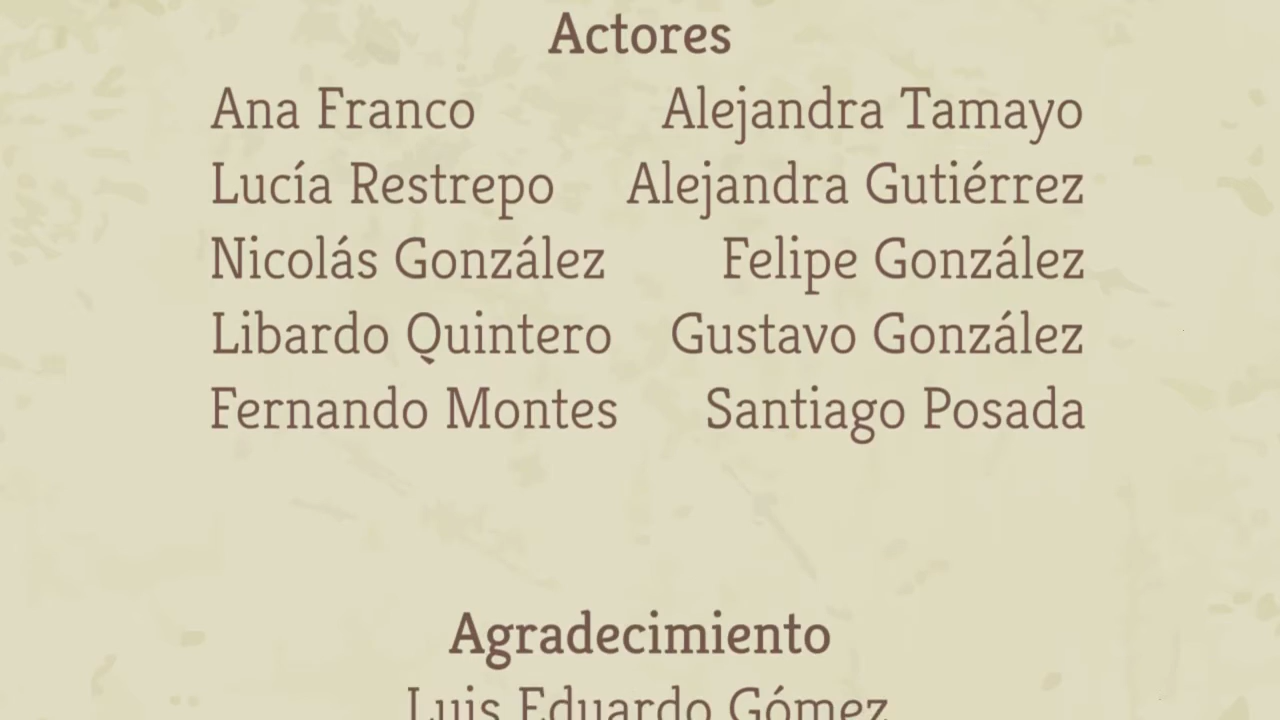 Actores
Ana Franco Alejandra Tamayo
Lucía Restrepo Alejandra Gutiérrez
Nicolás González Felipe González
Libardo Quintero Gustavo González
Fernando Montes Santiago Posada
Agradecimiento
Luis Eduardo Gómez